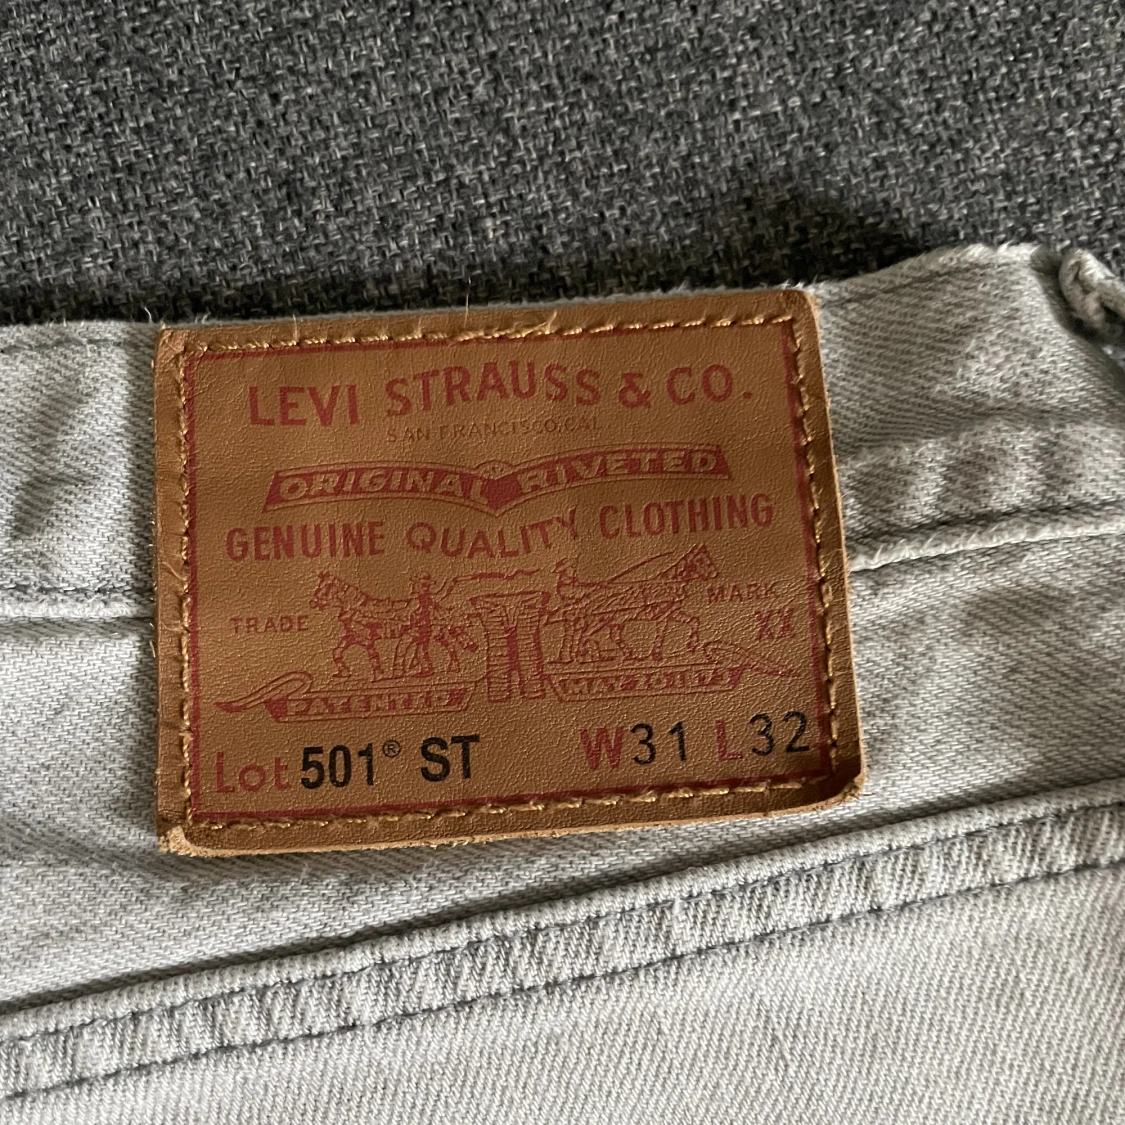 LEVI STRAUSS & CO.
SAN FRANCISCO, CAL.
ORIGINAL RIVETED
GENUINE QUALITY CLOTHING
TRADE MARK
XX
PATENTED MAY 20 1873
Lot 501® ST W31 L32